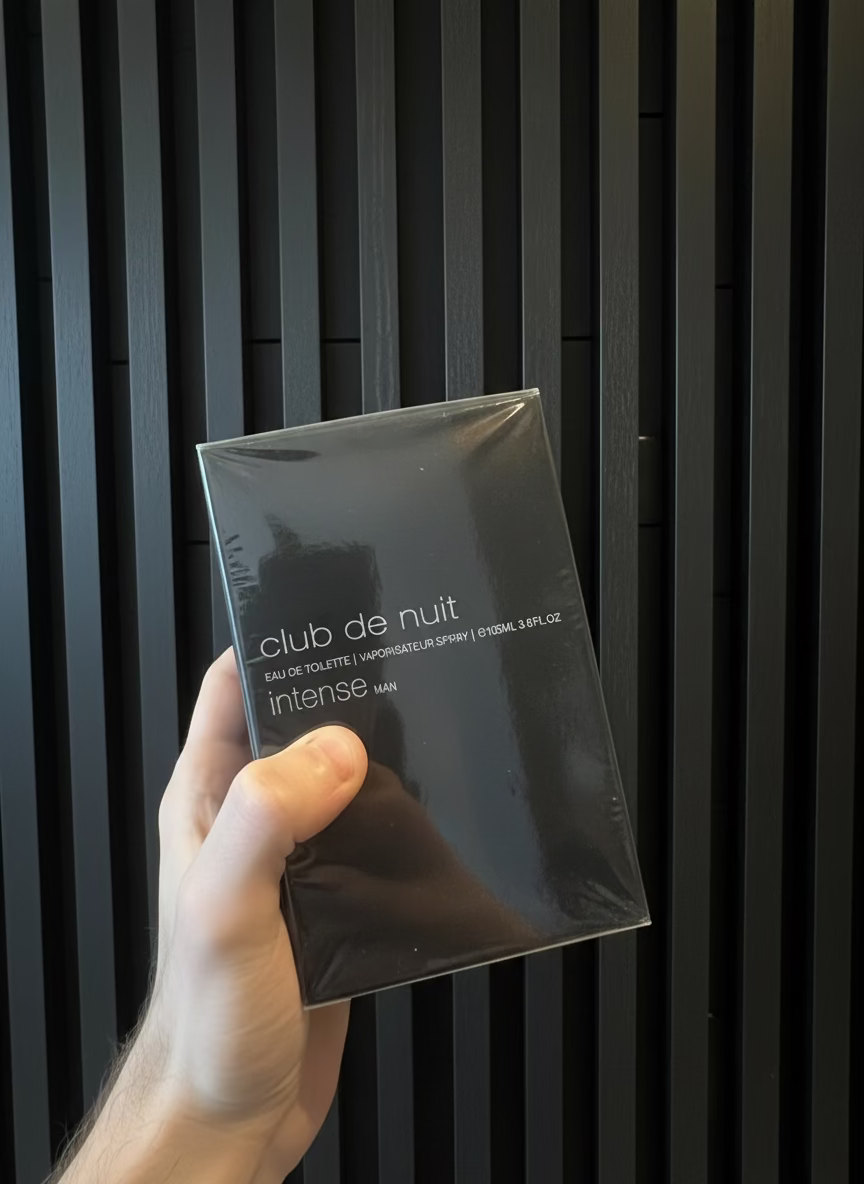 club de nuit
EAU DE TOILETTE | VAPORISATEUR SPRAY | ℮105ML 3.6FL.OZ
intense MAN